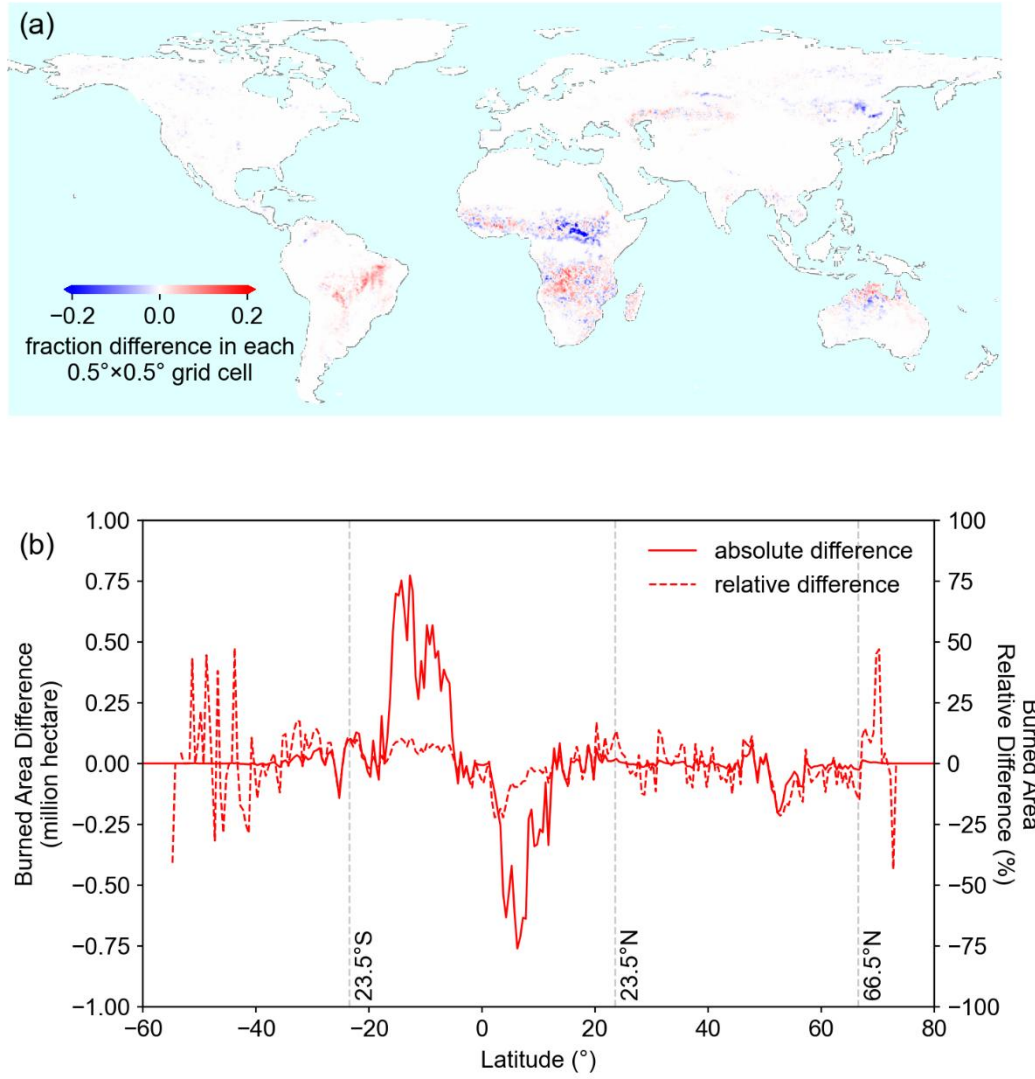 (a)
−0.2 0.0 0.2
fraction difference in each
0.5°×0.5° grid cell
(b)
absolute difference
relative difference
1.00
0.75
0.50
0.25
0.00
−0.25
−0.50
−0.75
−1.00
Burned Area Difference
(million hectare)
100
75
50
25
0
−25
−50
−75
−100
Burned Area
Relative Difference (%)
23.5°S
23.5°N
66.5°N
−60 −40 −20 0 20 40 60 80
Latitude (°)